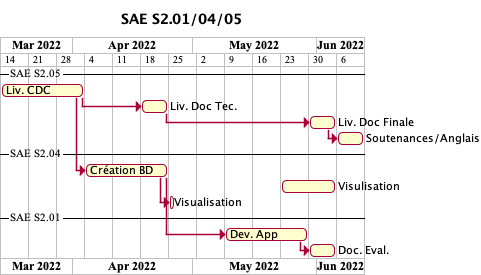 SAE S2.01/04/05
Mar 2022 Apr 2022 May 2022 Jun 2022
14 21 28 4 11 18 25 2 9 16 23 30 6
SAE S2.05
Liv. CDC
Liv. Doc Tec.
Liv. Doc Finale
Soutenances/Anglais
SAE S2.04
Création BD
Visulisation
Visualisation
SAE S2.01
Dev. App
Doc. Eval.
Mar 2022 Apr 2022 May 2022 Jun 2022